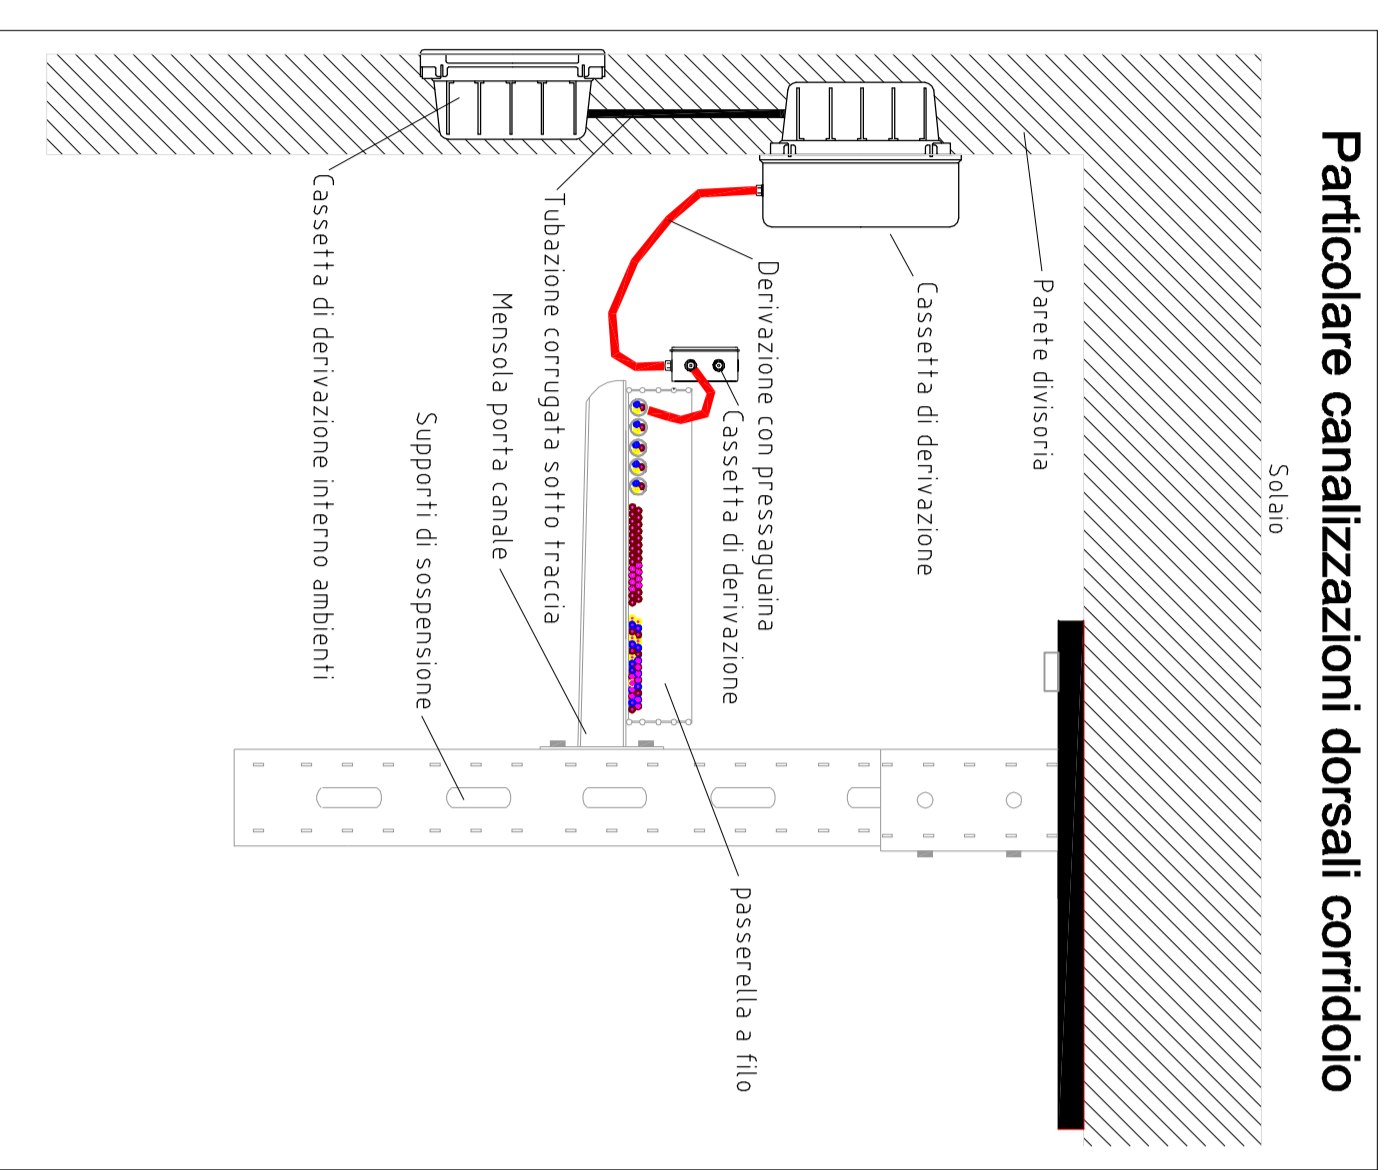 Particolare canalizzazioni dorsali corridoio
Solaio
Parete divisoria
Cassetta di derivazione
Derivazione con pressaguaina
Cassetta di derivazione
passerella a filo
Tubazione corrugata sotto traccia
Mensola porta canale
Supporti di sospensione
Cassetta di derivazione interno ambienti